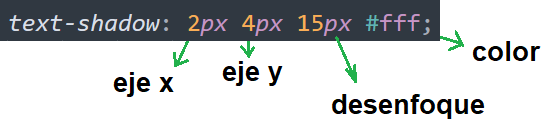 text-shadow: 2px 4px 15px #fff;
color
eje x
eje y
desenfoque